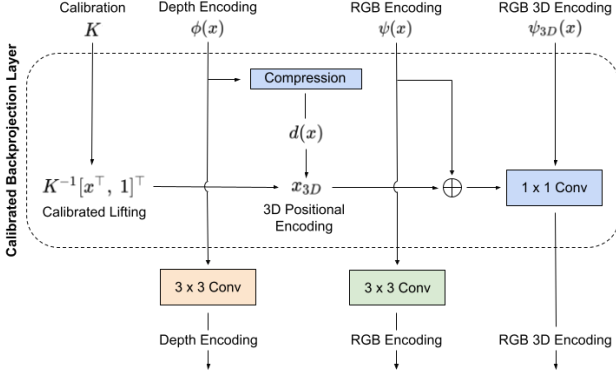 Calibration
Depth Encoding
RGB Encoding
RGB 3D Encoding
K
ϕ(x)
ψ(x)
ψ3D(x)
Calibrated Backprojection Layer
Compression
d(x)
K⁻¹[x⊤, 1]⊤
x3D
⊕
1 x 1 Conv
Calibrated Lifting
3D Positional
Encoding
3 x 3 Conv
3 x 3 Conv
Depth Encoding
RGB Encoding
RGB 3D Encoding